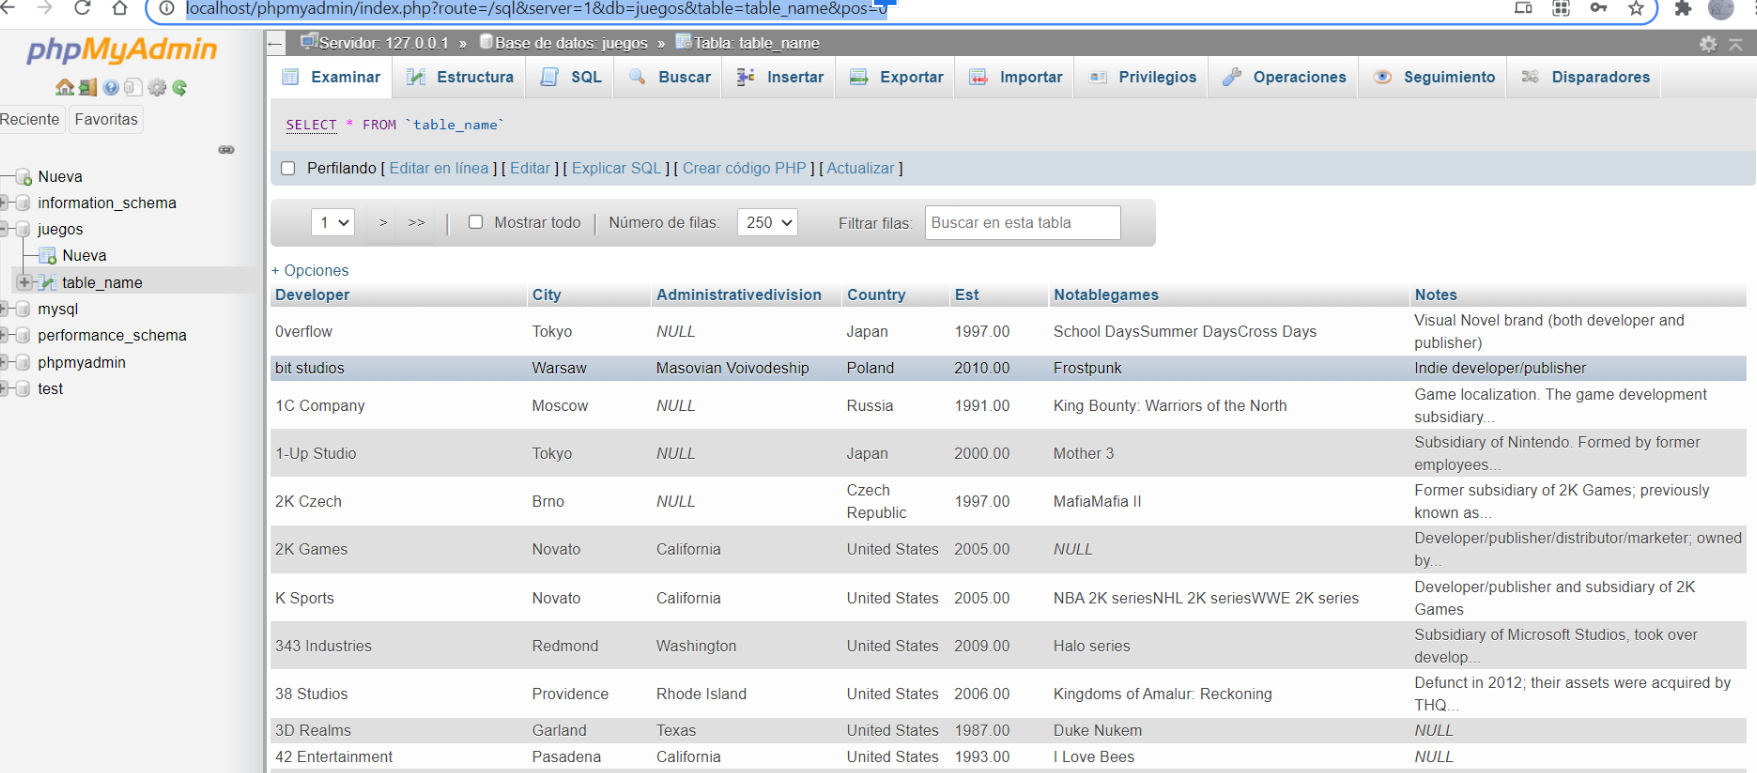 localhost/phpmyadmin/index.php?route=/sql&server=1&db=juegos&table=table_name&pos=0
phpMyAdmin
Reciente Favoritas
Nueva
information_schema
juegos
Nueva
table_name
mysql
performance_schema
phpmyadmin
test
Servidor: 127.0.0.1 » Base de datos: juegos » Tabla: table_name
Examinar Estructura SQL Buscar Insertar Exportar Importar Privilegios Operaciones Seguimiento Disparadores
SELECT * FROM `table_name`
Perfilando [ Editar en línea ] [ Editar ] [ Explicar SQL ] [ Crear código PHP ] [ Actualizar ]
1 > >> | Mostrar todo | Número de filas: 250 Filtrar filas: Buscar en esta tabla
+ Opciones
Developer City Administrativedivision Country Est Notablegames Notes
0verflow Tokyo NULL Japan 1997.00 School DaysSummer DaysCross Days Visual Novel brand (both developer and
publisher)
bit studios Warsaw Masovian Voivodeship Poland 2010.00 Frostpunk Indie developer/publisher
1C Company Moscow NULL Russia 1991.00 King Bounty: Warriors of the North Game localization. The game development
subsidiary...
1-Up Studio Tokyo NULL Japan 2000.00 Mother 3 Subsidiary of Nintendo. Formed by former
employees...
2K Czech Brno NULL Czech Republic 1997.00 MafiaMafia II Former subsidiary of 2K Games; previously
known as...
2K Games Novato California United States 2005.00 NULL Developer/publisher/distributor/marketer; owned
by...
K Sports Novato California United States 2005.00 NBA 2K seriesNHL 2K seriesWWE 2K series Developer/publisher and subsidiary of 2K
Games
343 Industries Redmond Washington United States 2009.00 Halo series Subsidiary of Microsoft Studios, took over
develop...
38 Studios Providence Rhode Island United States 2006.00 Kingdoms of Amalur: Reckoning Defunct in 2012; their assets were acquired by
THQ...
3D Realms Garland Texas United States 1987.00 Duke Nukem NULL
42 Entertainment Pasadena California United States 1993.00 I Love Bees NULL